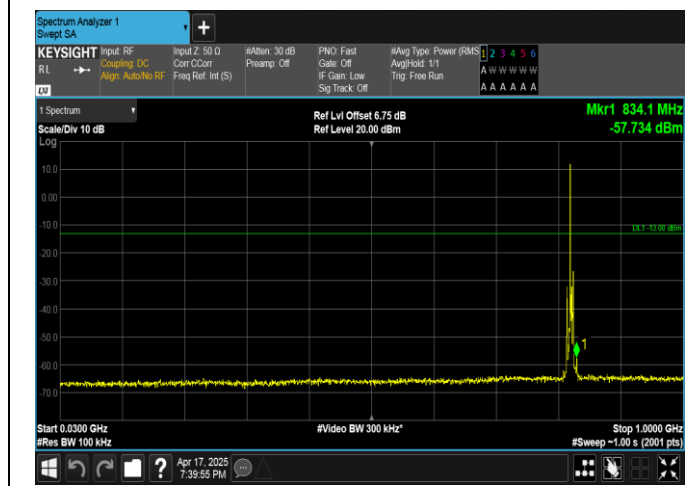 Spectrum Analyzer 1
Swept SA
+
KEYSIGHT Input: RF Input Z: 50 Ω #Atten: 30 dB PNO: Fast #Avg Type: Power (RMS 1 2 3 4 5 6
RL Coupling: DC Corr CCorr Preamp: Off Gate: Off Avg|Hold: 1/1 A W W W W W
Align: Auto/No RF Freq Ref: Int (S) IF Gain: Low Trig: Free Run
LXI Sig Track: Off A A A A A A
1 Spectrum Ref Lvl Offset 6.75 dB Mkr1 834.1 MHz
Scale/Div 10 dB Ref Level 20.00 dBm -57.734 dBm
Log
10.0
0.00
-10.0
DL1 -13.00 dBm
-20.0
-30.0
-40.0
1
-50.0
-60.0
-70.0
Start 0.0300 GHz #Video BW 300 kHz* Stop 1.0000 GHz
#Res BW 100 kHz #Sweep ~1.00 s (2001 pts)
? Apr 17, 2025
7:39:55 PM